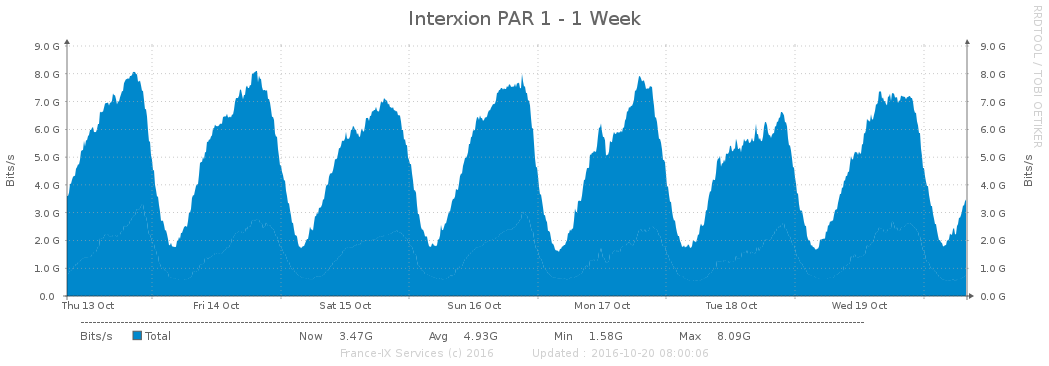 Interxion PAR 1 - 1 Week
RRDTOOL / TOBI OETIKER
9.0 G 9.0 G
8.0 G 8.0 G
7.0 G 7.0 G
6.0 G 6.0 G
5.0 G 5.0 G
4.0 G 4.0 G
3.0 G 3.0 G
2.0 G 2.0 G
1.0 G 1.0 G
0.0 0.0 G
Bits/s
Bits/s
Thu 13 Oct Fri 14 Oct Sat 15 Oct Sun 16 Oct Mon 17 Oct Tue 18 Oct Wed 19 Oct
Bits/s Total Now 3.47G Avg 4.93G Min 1.58G Max 8.09G
France-IX Services (c) 2016 Updated : 2016-10-20 08:00:06